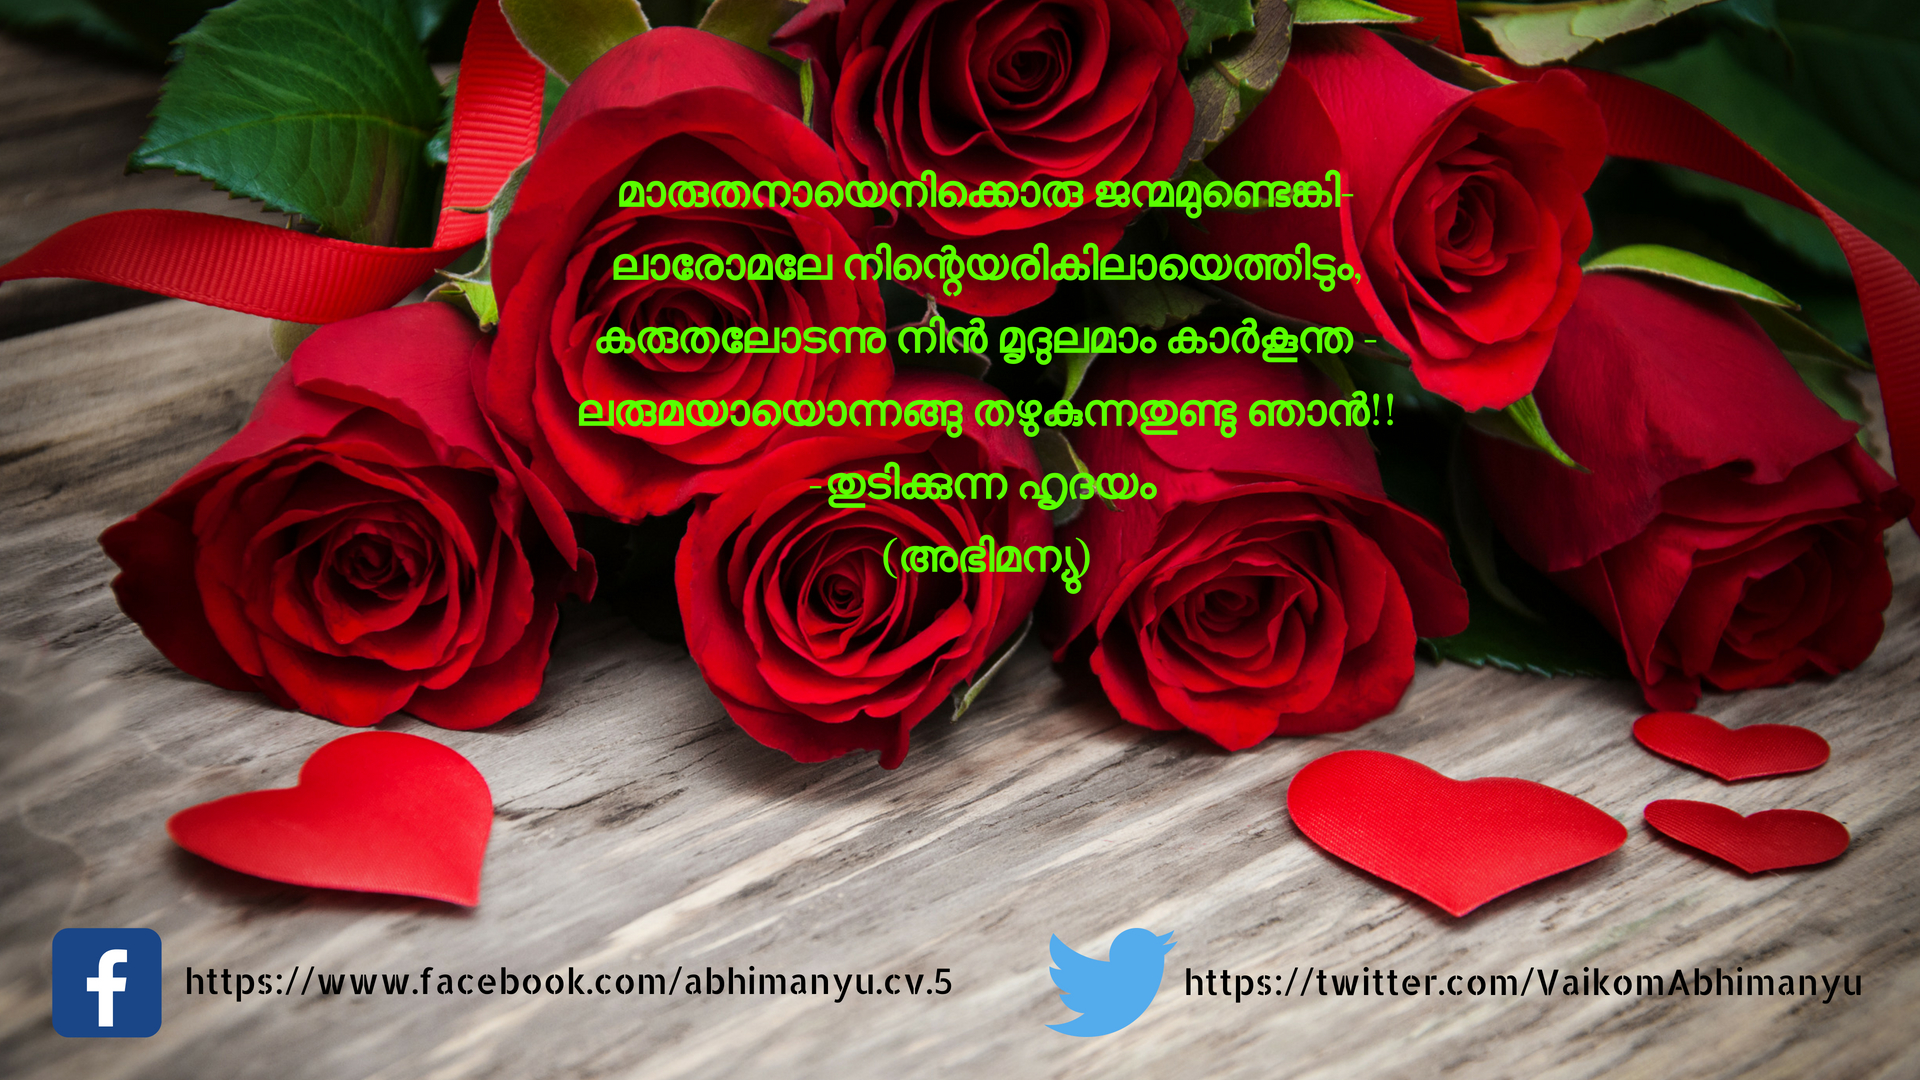 മാരുതനായെനിക്കൊരു ജന്മമുണ്ടെങ്കി-
ലാരോമലേ നിന്റെയരികിലായെത്തിടും,
കരുതലോടന്നു നിൻ മൃദുലമാം കാർകൂന്ത -
ലരുമയായൊന്നങ്ങു തഴുകുന്നതുണ്ടു ഞാൻ!!
-തുടിക്കുന്ന ഹൃദയം
(അഭിമന്യു)
https://www.facebook.com/abhimanyu.cv.5
https://twitter.com/VaikomAbhimanyu